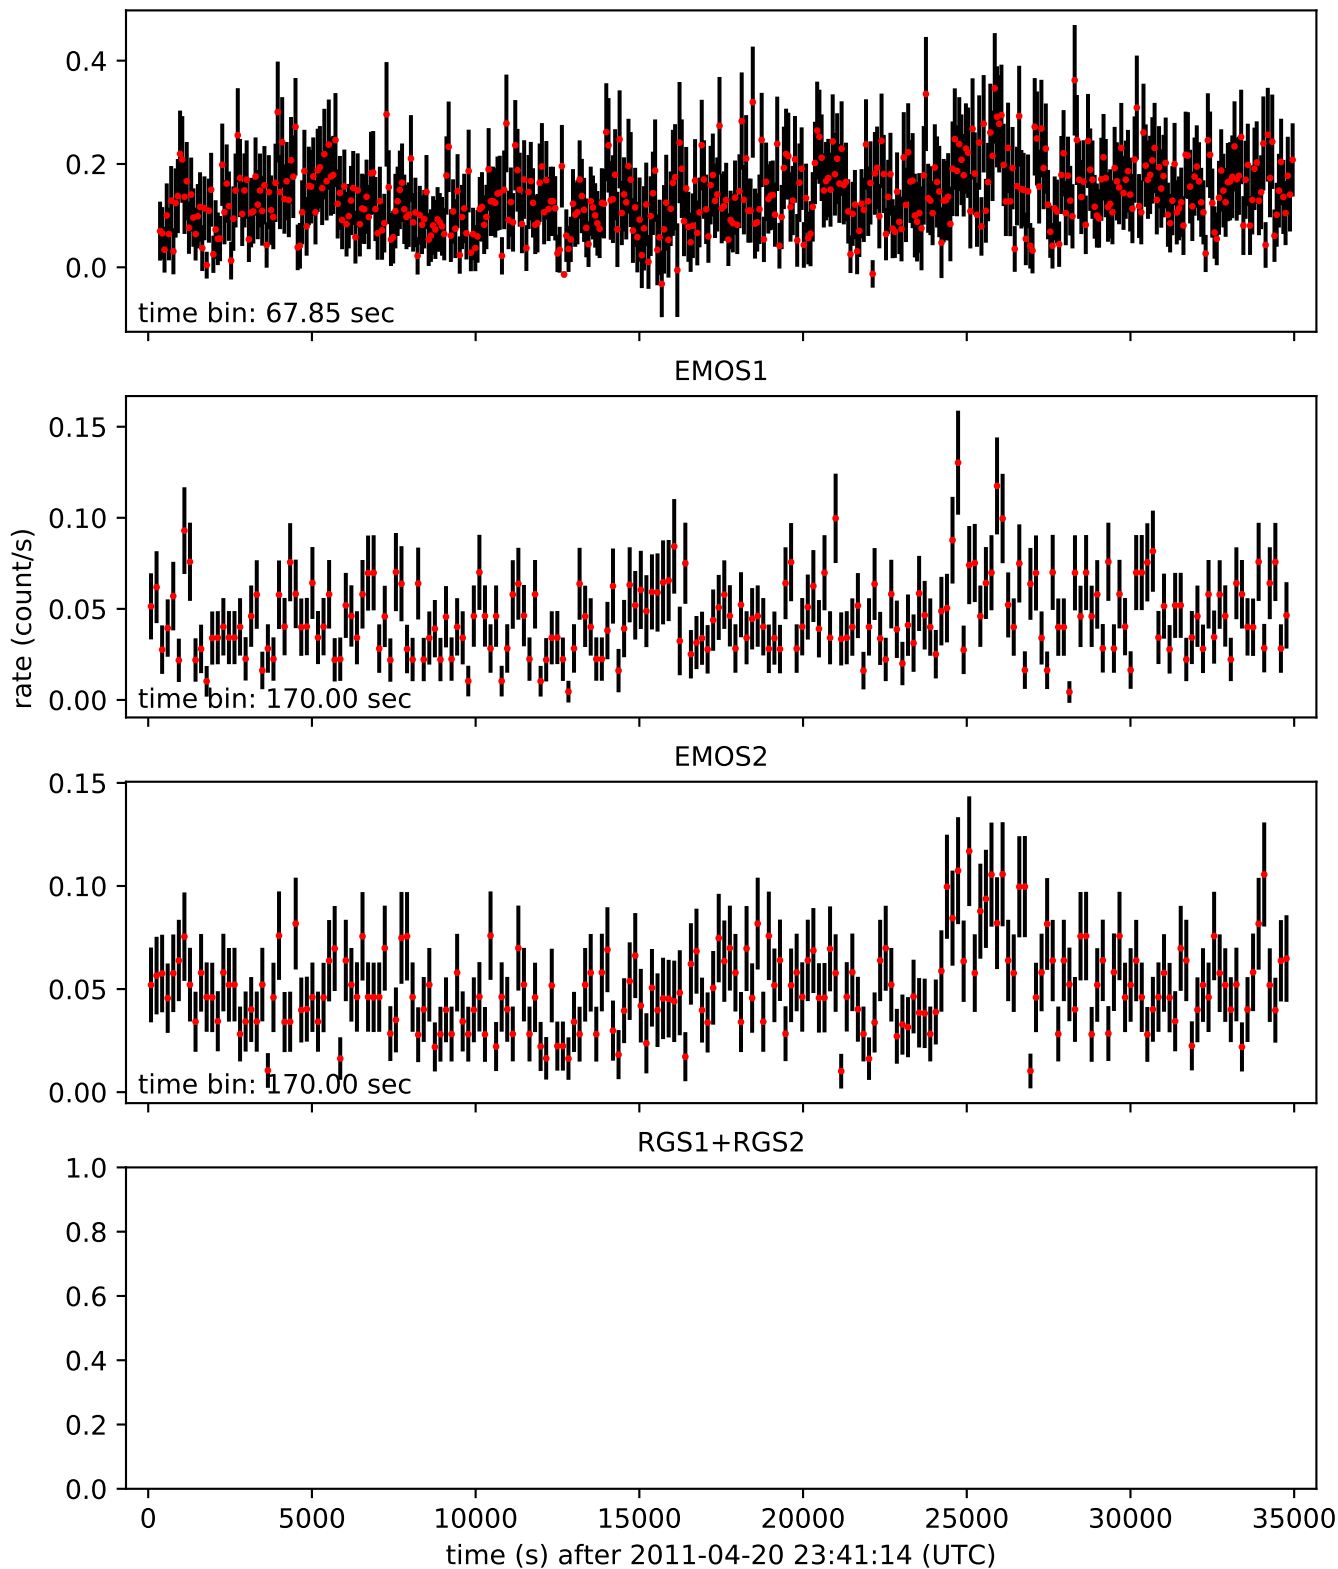 0.4
0.2
0.0
time bin: 67.85 sec
EMOS1
0.15
0.10
0.05
0.00
time bin: 170.00 sec
rate (count/s)
EMOS2
0.15
0.10
0.05
0.00
time bin: 170.00 sec
RGS1+RGS2
1.0
0.8
0.6
0.4
0.2
0.0
0 5000 10000 15000 20000 25000 30000 35000
time (s) after 2011-04-20 23:41:14 (UTC)